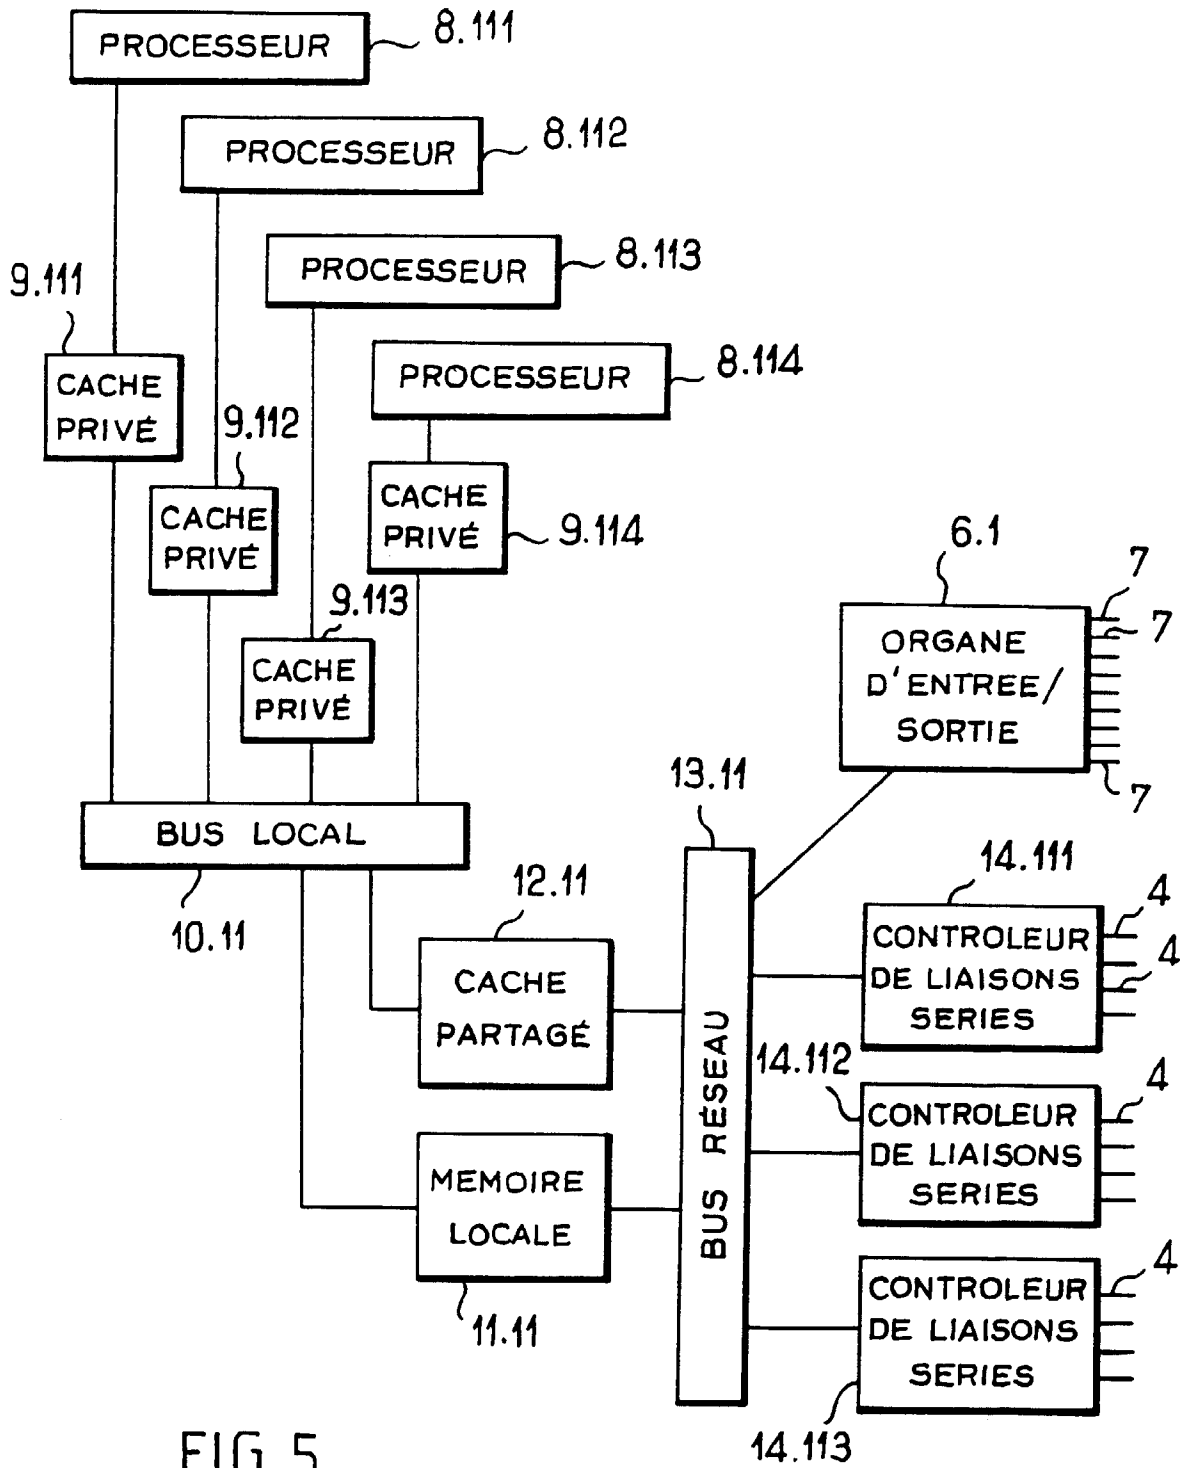 PROCESSEUR
8.111
PROCESSEUR
8.112
PROCESSEUR
8.113
PROCESSEUR
8.114
9.111
CACHE
PRIVÉ
9.112
CACHE
PRIVÉ
9.113
CACHE
PRIVÉ
CACHE
PRIVÉ
9.114
BUS LOCAL
10.11
12.11
CACHE
PARTAGÉ
MEMOIRE
LOCALE
11.11
13.11
BUS RÉSEAU
6.1
ORGANE
D'ENTREE/
SORTIE
7
7
7
14.111
CONTROLEUR
DE LIAISONS
SERIES
4
4
14.112
CONTROLEUR
DE LIAISONS
SERIES
4
CONTROLEUR
DE LIAISONS
SERIES
4
14.113
FIG 5